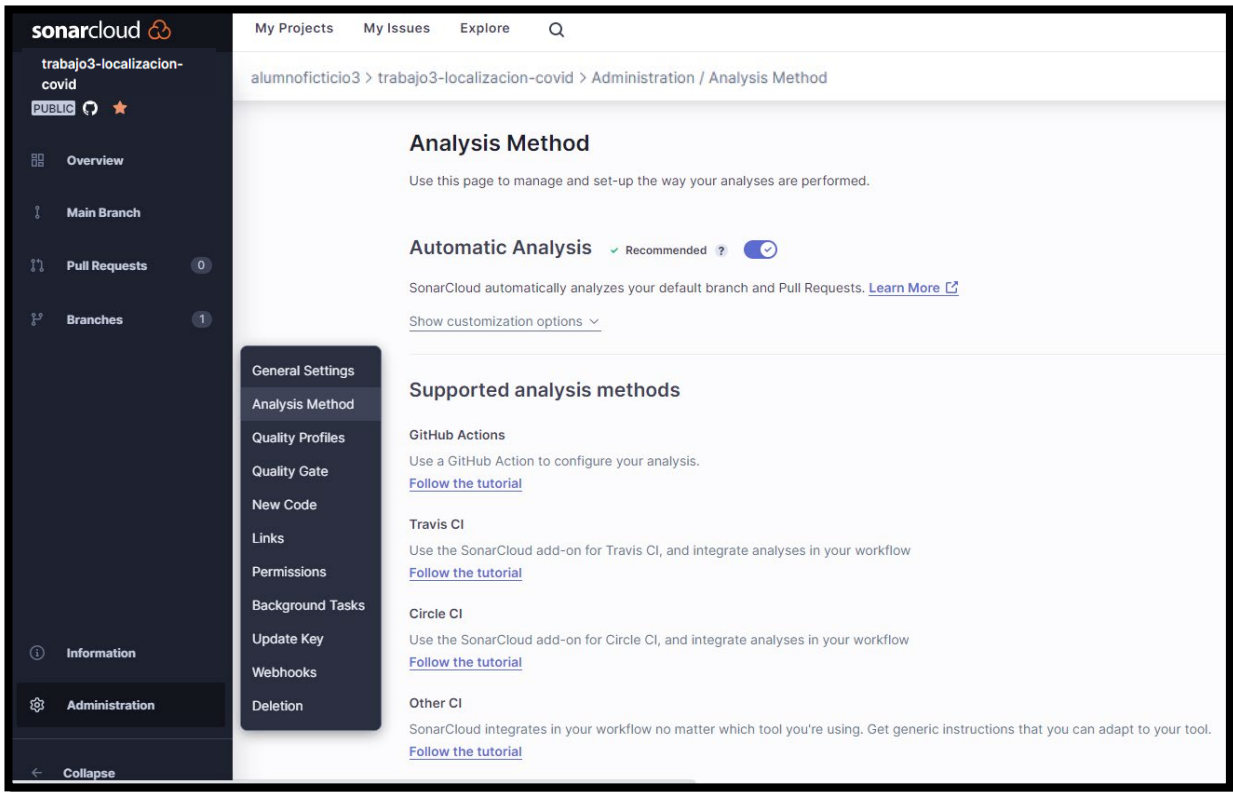 sonarcloud
My Projects My Issues Explore
trabajo3-localizacion-
covid
PUBLIC
alumnoficticio3 > trabajo3-localizacion-covid > Administration / Analysis Method
Overview
Main Branch
Pull Requests 0
Branches 1
Information
Administration
← Collapse
General Settings
Analysis Method
Quality Profiles
Quality Gate
New Code
Links
Permissions
Background Tasks
Update Key
Webhooks
Deletion
Analysis Method
Use this page to manage and set-up the way your analyses are performed.
Automatic Analysis ✓ Recommended ?
SonarCloud automatically analyzes your default branch and Pull Requests. Learn More
Show customization options
Supported analysis methods
GitHub Actions
Use a GitHub Action to configure your analysis.
Follow the tutorial
Travis CI
Use the SonarCloud add-on for Travis CI, and integrate analyses in your workflow
Follow the tutorial
Circle CI
Use the SonarCloud add-on for Circle CI, and integrate analyses in your workflow
Follow the tutorial
Other CI
SonarCloud integrates in your workflow no matter which tool you're using. Get generic instructions that you can adapt to your tool.
Follow the tutorial